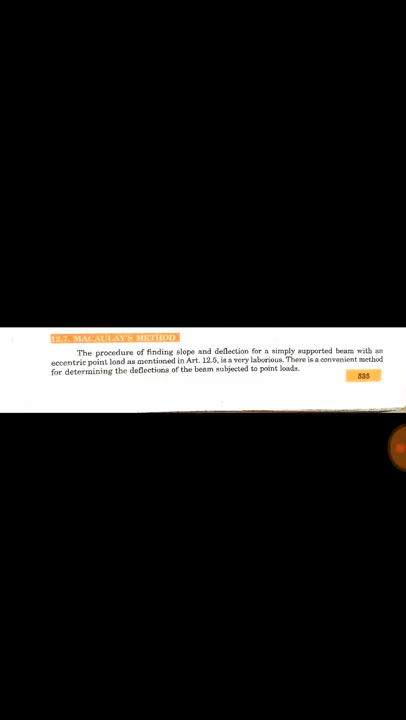 12.7. MACAULAY'S METHOD
The procedure of finding slope and deflection for a simply supported beam with an
eccentric point load as mentioned in Art. 12.5, is a very laborious. There is a convenient method
for determining the deflections of the beam subjected to point loads.
535